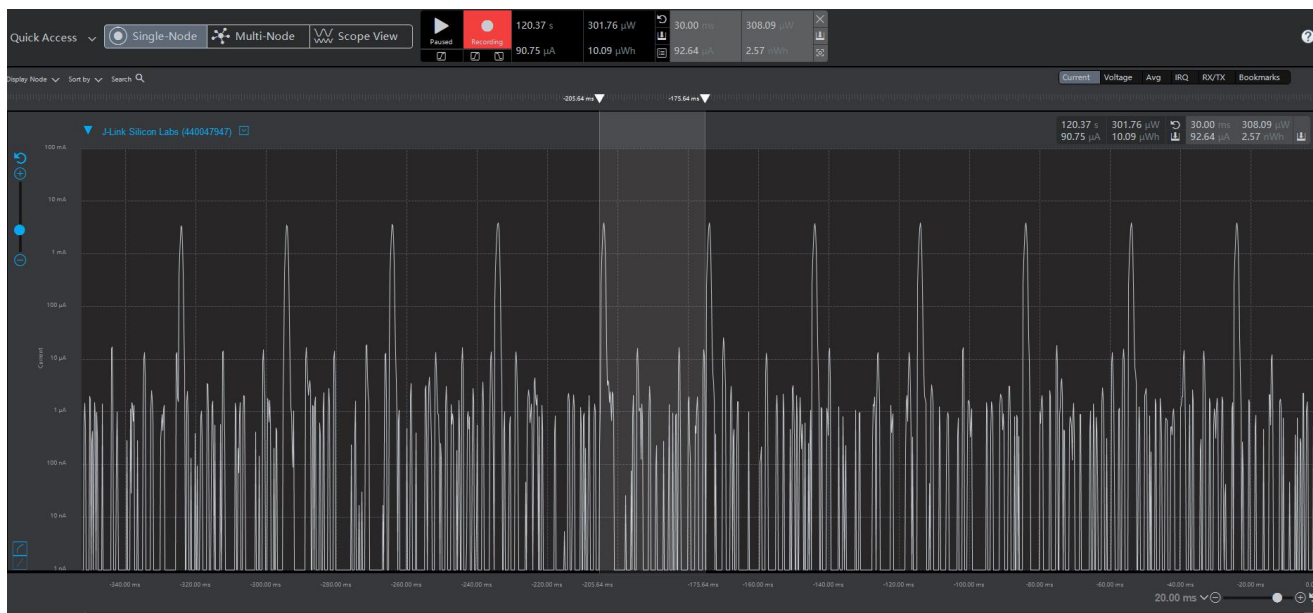 Quick Access
Single-Node
Multi-Node
Scope View
Paused
Recording
120.37 s 301.76 µW
90.75 µA 10.09 µWh
30.00 ms 308.09 µW
92.64 µA 2.57 nWh
Display Node Sort by Search
Current Voltage Avg IRQ RX/TX Bookmarks
-205.64 ms -175.64 ms
J-Link Silicon Labs (440047947)
120.37 s 301.76 µW 30.00 ms 308.09 µW
90.75 µA 10.09 µWh 92.64 µA 2.57 nWh
100 mA
10 mA
1 mA
100 µA
10 µA
1 µA
100 nA
10 nA
1 nA
Current
-340.00 ms -320.00 ms -300.00 ms -280.00 ms -260.00 ms -240.00 ms -220.00 ms -205.64 ms -175.64 ms -160.00 ms -140.00 ms -120.00 ms -100.00 ms -80.00 ms -60.00 ms -40.00 ms -20.00 ms
20.00 ms